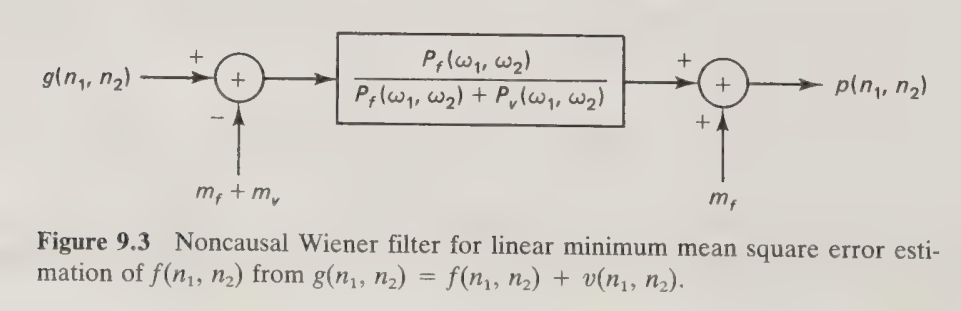 g(n₁, n₂)
+
+
−
m_f + m_v
P_f(ω₁, ω₂)
P_f(ω₁, ω₂) + P_v(ω₁, ω₂)
+
+
+
m_f
p(n₁, n₂)
Figure 9.3 Noncausal Wiener filter for linear minimum mean square error esti-
mation of f(n₁, n₂) from g(n₁, n₂) = f(n₁, n₂) + v(n₁, n₂).